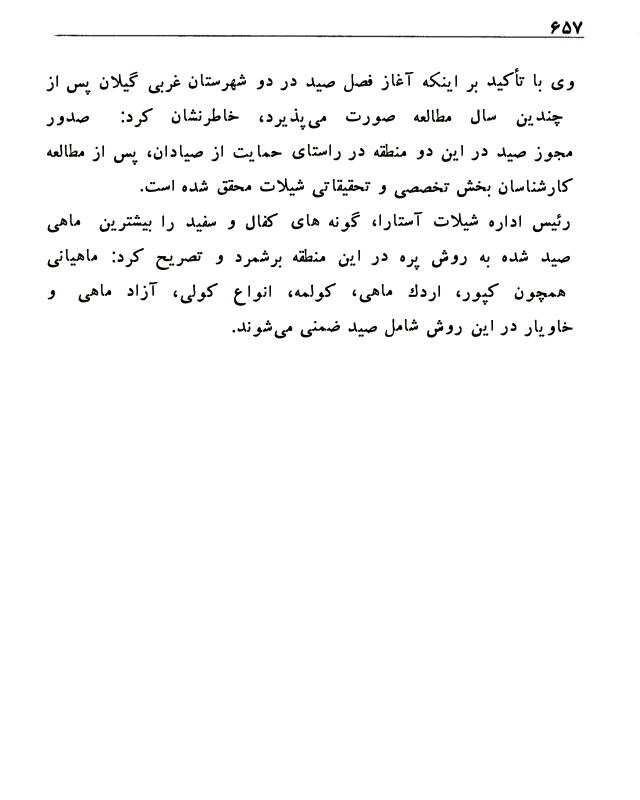 ۶۵۷
وی با تأکید بر اینکه آغاز فصل صید در دو شهرستان غربی گیلان پس از
چندین سال مطالعه صورت می‌پذیرد، خاطرنشان کرد: صدور
مجوز صید در این دو منطقه در راستای حمایت از صیادان، پس از مطالعه
کارشناسان بخش تخصصی و تحقیقاتی شیلات محقق شده است.
رئیس اداره شیلات آستارا، گونه های کفال و سفید را بیشترین ماهی
صید شده به روش پره در این منطقه برشمرد و تصریح کرد: ماهیانی
همچون کپور، اردك ماهی، کولمه، انواع کولی، آزاد ماهی و
خاویار در این روش شامل صید ضمنی می‌شوند.